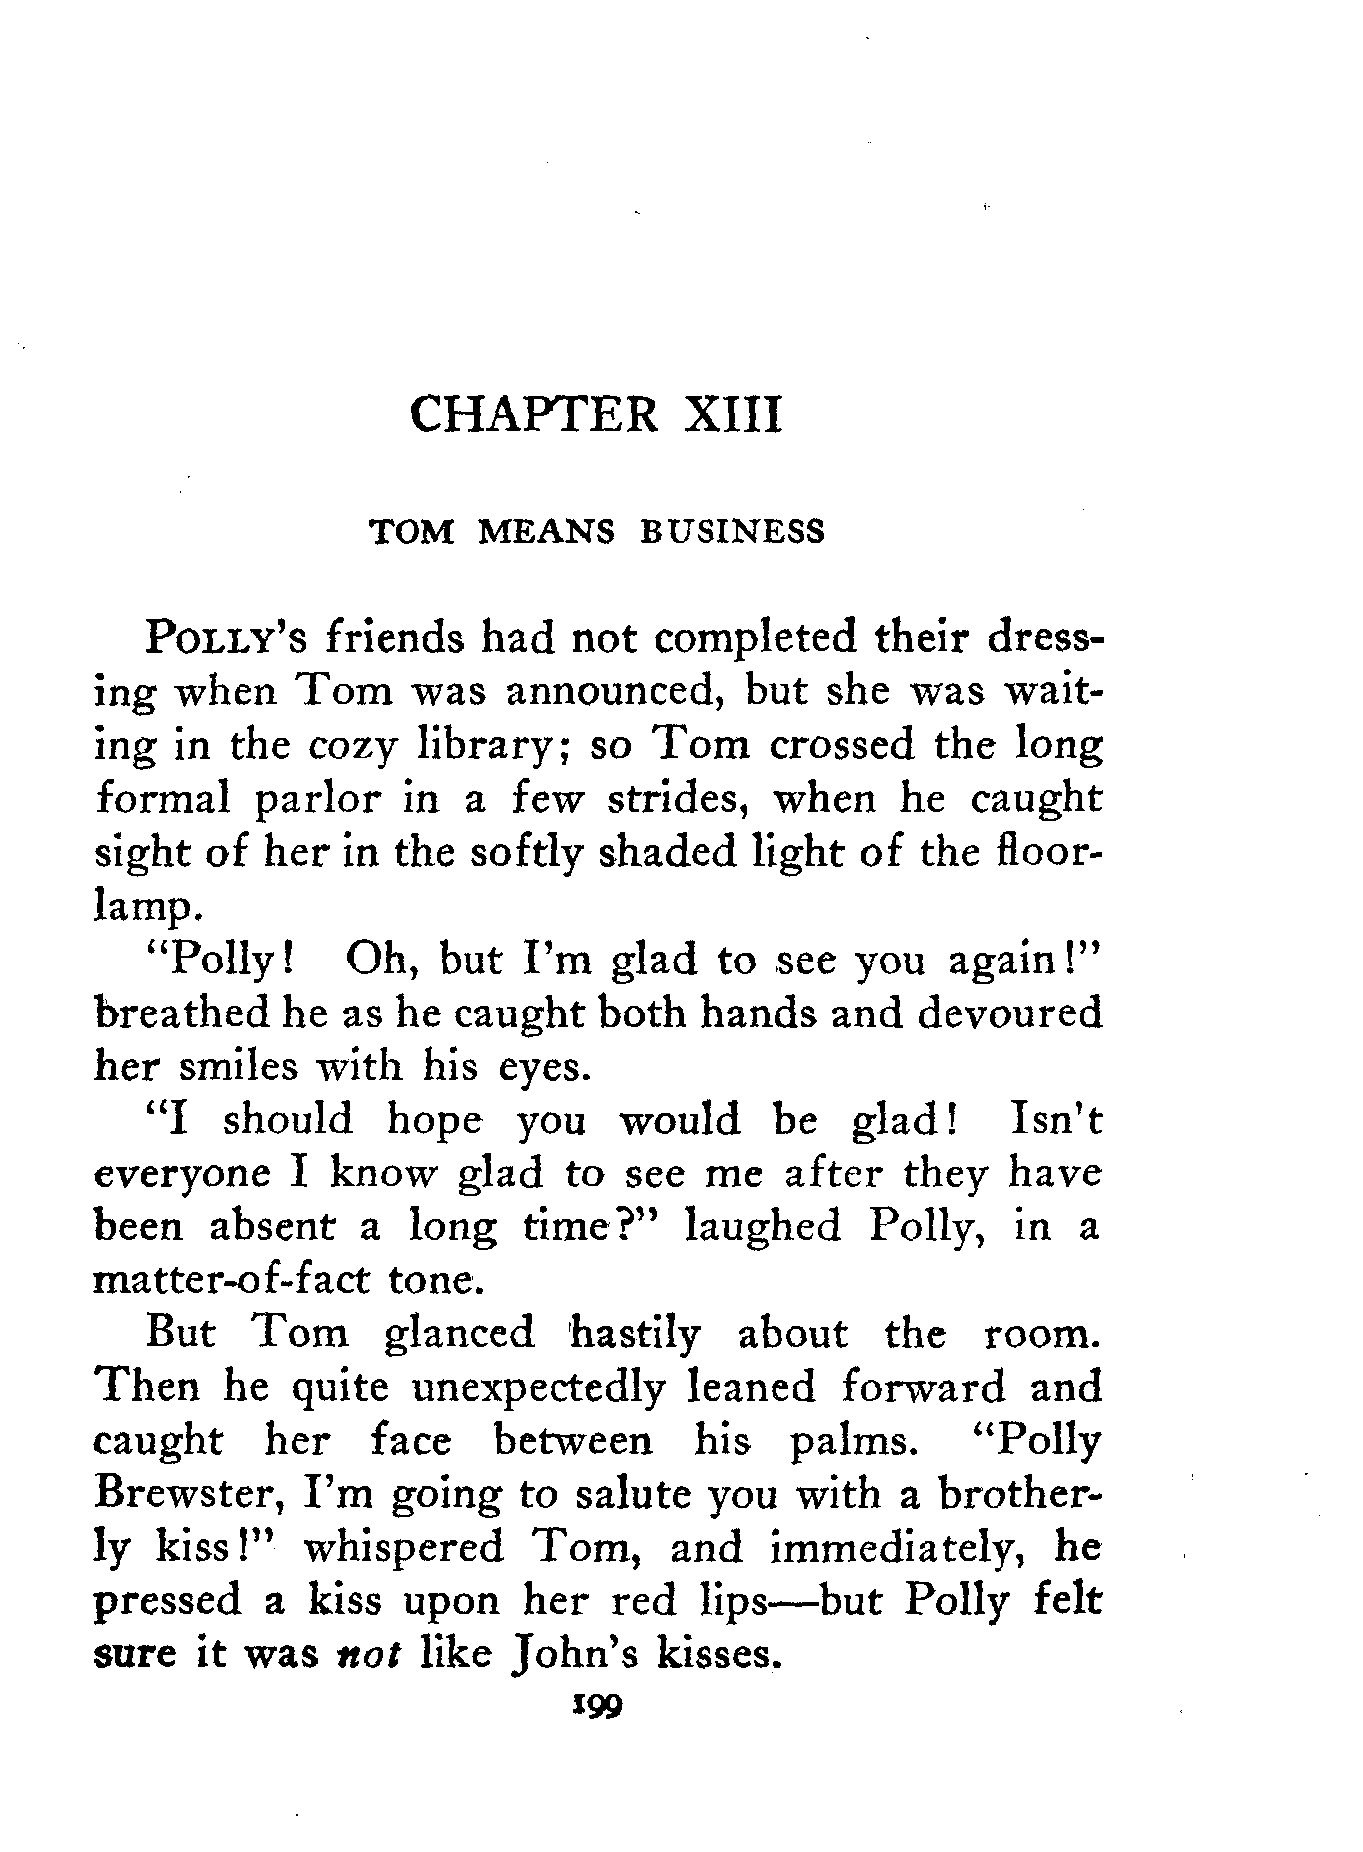 CHAPTER XIII
TOM MEANS BUSINESS
POLLY'S friends had not completed their dress-
ing when Tom was announced, but she was wait-
ing in the cozy library; so Tom crossed the long
formal parlor in a few strides, when he caught
sight of her in the softly shaded light of the floor-
lamp.
"Polly! Oh, but I'm glad to see you again!"
breathed he as he caught both hands and devoured
her smiles with his eyes.
"I should hope you would be glad! Isn't
everyone I know glad to see me after they have
been absent a long time?" laughed Polly, in a
matter-of-fact tone.
But Tom glanced hastily about the room.
Then he quite unexpectedly leaned forward and
caught her face between his palms. "Polly
Brewster, I'm going to salute you with a brother-
ly kiss!" whispered Tom, and immediately, he
pressed a kiss upon her red lips—but Polly felt
sure it was not like John's kisses.
199